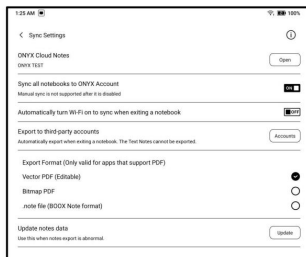 1:25 AM
100%
Sync Settings
ONYX Cloud Notes
ONYX TEST
Open
Sync all notebooks to ONYX Account
Manual sync is not supported after it is disabled
ON
Automatically turn Wi-Fi on to sync when exiting a notebook
OFF
Export to third-party accounts
Automatically export when exiting a notebook. The Text Notes cannot be exported.
Accounts
Export Format (Only valid for apps that support PDF)
Vector PDF (Editable)
Bitmap PDF
.note file (BOOX Note format)
Update notes data
Use this when notes export is abnormal.
Update